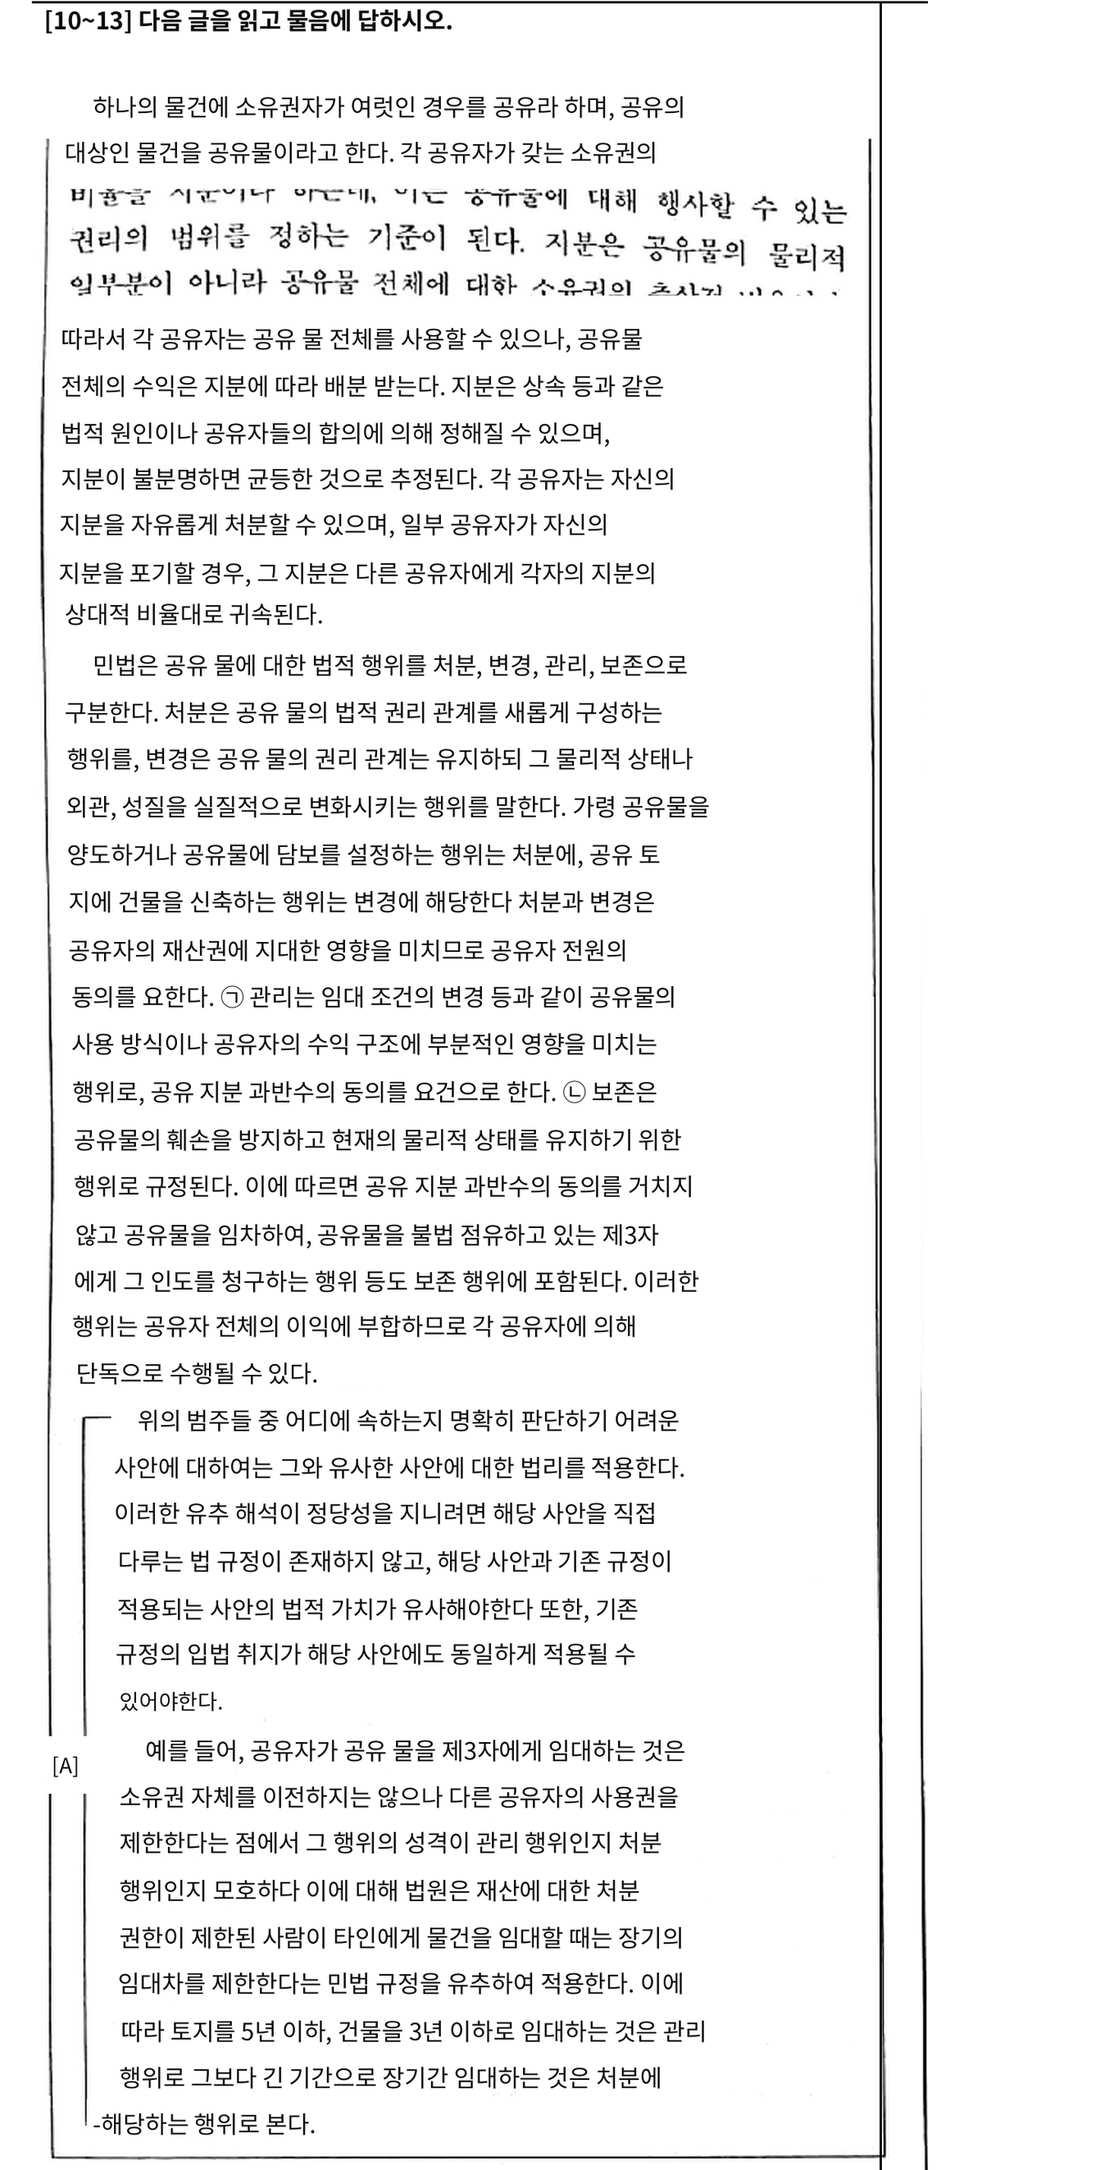 [10~13] 다음 글을 읽고 물음에 답하시오.
하나의 물건에 소유권자가 여럿인 경우를 공유라 하며, 공유의
대상인 물건을 공유물이라고 한다. 각 공유자가 갖는 소유권의
비율을 지분이라 하는데, 이는 공유물에 대해 행사할 수 있는
권리의 범위를 정하는 기준이 된다. 지분은 공유물의 물리적
일부분이 아니라 공유물 전체에 대한 소유권의 추상적
따라서 각 공유자는 공유 물 전체를 사용할 수 있으나, 공유물
전체의 수익은 지분에 따라 배분 받는다. 지분은 상속 등과 같은
법적 원인이나 공유자들의 합의에 의해 정해질 수 있으며,
지분이 불분명하면 균등한 것으로 추정된다. 각 공유자는 자신의
지분을 자유롭게 처분할 수 있으며, 일부 공유자가 자신의
지분을 포기할 경우, 그 지분은 다른 공유자에게 각자의 지분의
상대적 비율대로 귀속된다.
민법은 공유 물에 대한 법적 행위를 처분, 변경, 관리, 보존으로
구분한다. 처분은 공유 물의 법적 권리 관계를 새롭게 구성하는
행위를, 변경은 공유 물의 권리 관계는 유지하되 그 물리적 상태나
외관, 성질을 실질적으로 변화시키는 행위를 말한다. 가령 공유물을
양도하거나 공유물에 담보를 설정하는 행위는 처분에, 공유 토
지에 건물을 신축하는 행위는 변경에 해당한다 처분과 변경은
공유자의 재산권에 지대한 영향을 미치므로 공유자 전원의
동의를 요한다. ㉠ 관리는 임대 조건의 변경 등과 같이 공유물의
사용 방식이나 공유자의 수익 구조에 부분적인 영향을 미치는
행위로, 공유 지분 과반수의 동의를 요건으로 한다. ㉡ 보존은
공유물의 훼손을 방지하고 현재의 물리적 상태를 유지하기 위한
행위로 규정된다. 이에 따르면 공유 지분 과반수의 동의를 거치지
않고 공유물을 임차하여, 공유물을 불법 점유하고 있는 제3자
에게 그 인도를 청구하는 행위 등도 보존 행위에 포함된다. 이러한
행위는 공유자 전체의 이익에 부합하므로 각 공유자에 의해
단독으로 수행될 수 있다.
위의 범주들 중 어디에 속하는지 명확히 판단하기 어려운
사안에 대하여는 그와 유사한 사안에 대한 법리를 적용한다.
이러한 유추 해석이 정당성을 지니려면 해당 사안을 직접
다루는 법 규정이 존재하지 않고, 해당 사안과 기존 규정이
적용되는 사안의 법적 가치가 유사해야한다 또한, 기존
규정의 입법 취지가 해당 사안에도 동일하게 적용될 수
있어야한다.
[A] 예를 들어, 공유자가 공유 물을 제3자에게 임대하는 것은
소유권 자체를 이전하지는 않으나 다른 공유자의 사용권을
제한한다는 점에서 그 행위의 성격이 관리 행위인지 처분
행위인지 모호하다 이에 대해 법원은 재산에 대한 처분
권한이 제한된 사람이 타인에게 물건을 임대할 때는 장기의
임대차를 제한한다는 민법 규정을 유추하여 적용한다. 이에
따라 토지를 5년 이하, 건물을 3년 이하로 임대하는 것은 관리
행위로 그보다 긴 기간으로 장기간 임대하는 것은 처분에
-해당하는 행위로 본다.